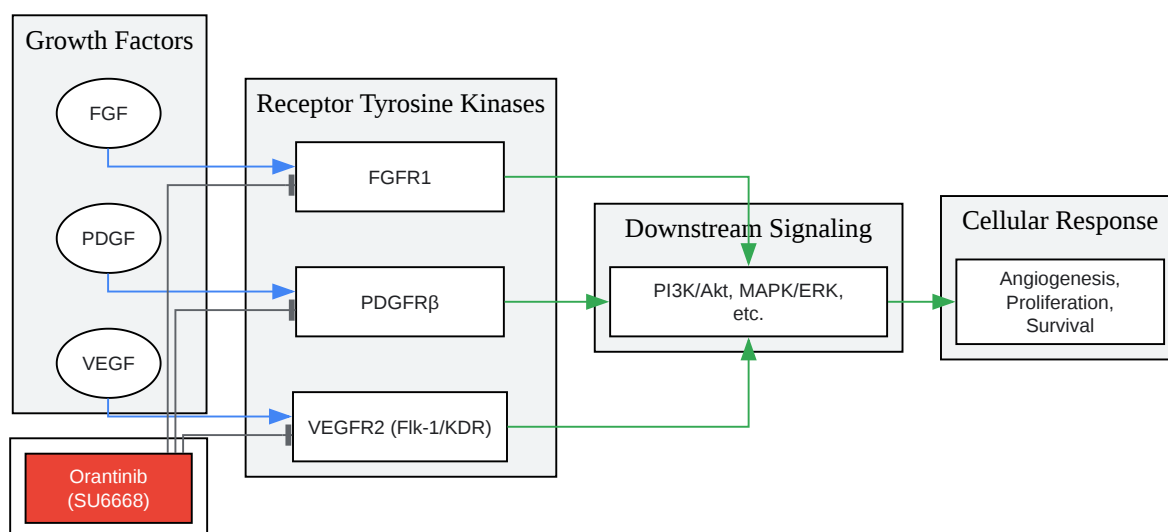 Growth Factors
FGF
PDGF
VEGF
Orantinib
(SU6668)
Receptor Tyrosine Kinases
FGFR1
PDGFRβ
VEGFR2 (Flk-1/KDR)
Downstream Signaling
PI3K/Akt, MAPK/ERK,
etc.
Cellular Response
Angiogenesis,
Proliferation,
Survival